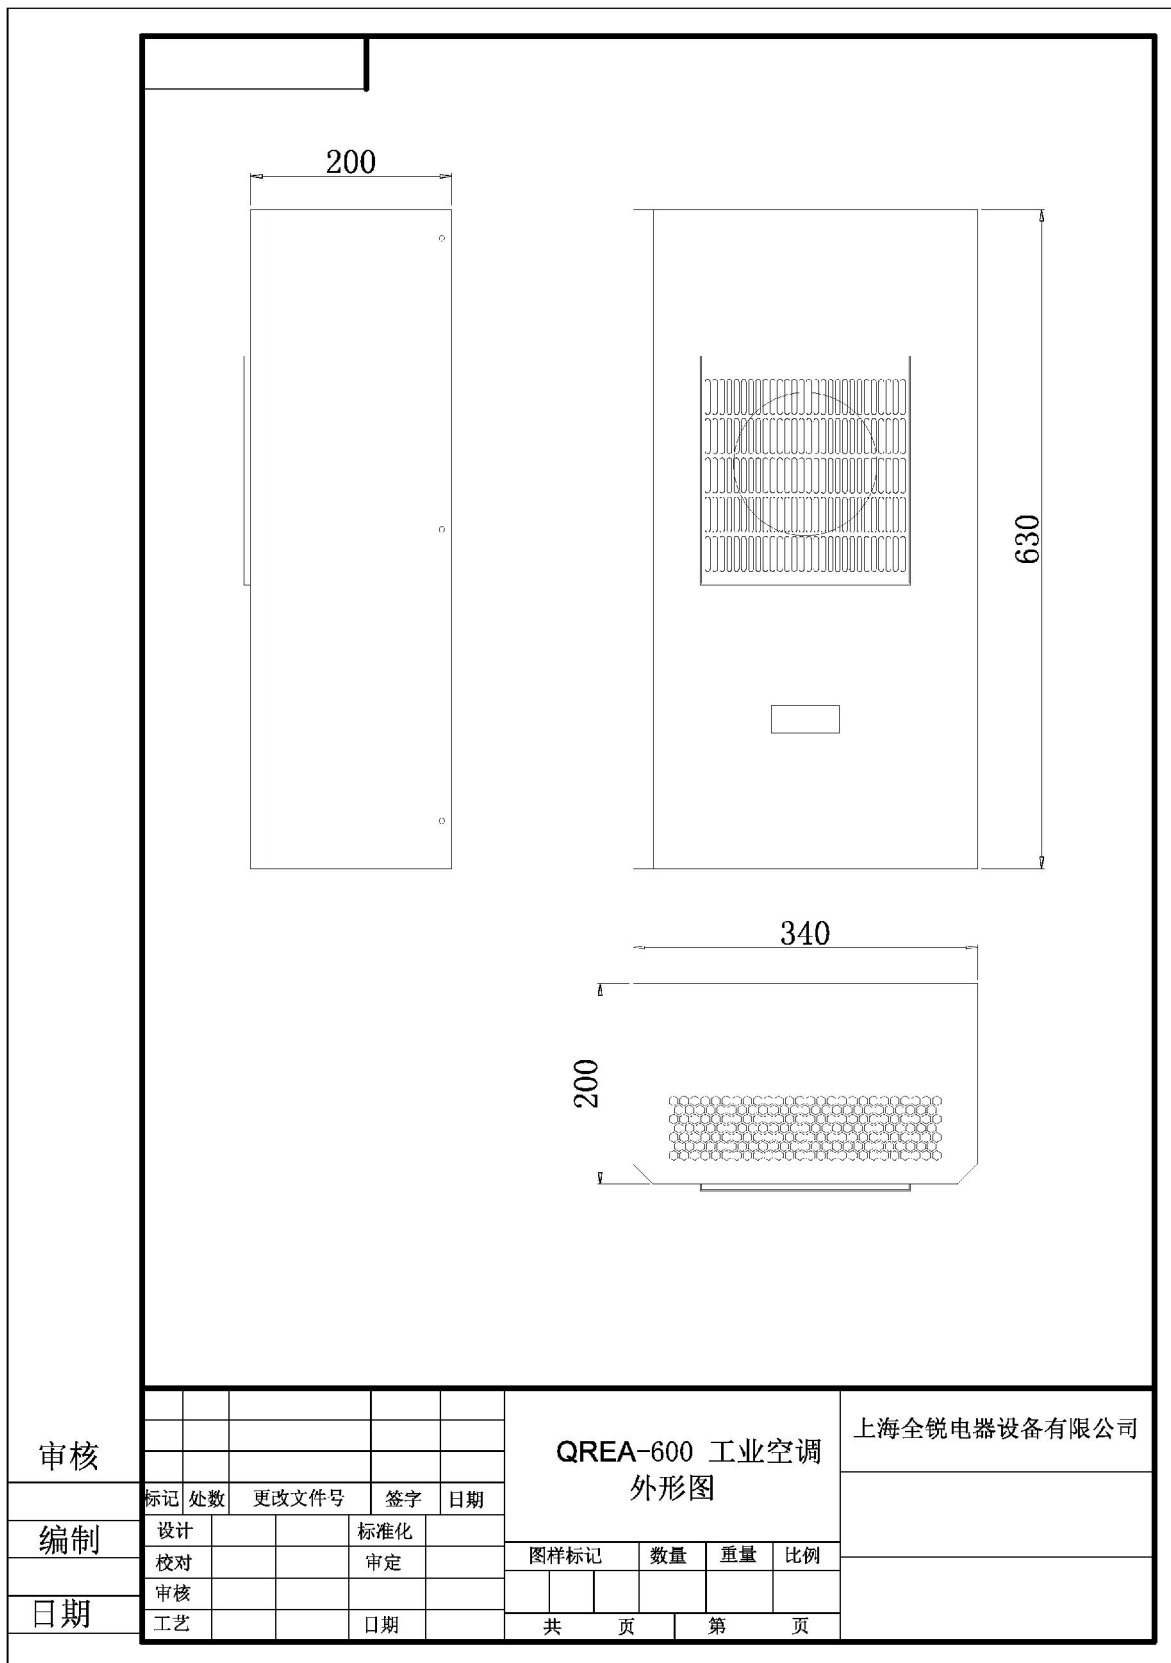 200
630
340
200
审核
编制
日期
标记 处数 更改文件号 签字 日期
设计 标准化
校对 审定
审核
工艺 日期
QREA-600 工业空调
外形图
图样标记 数量 重量 比例
共 页 第 页
上海全锐电器设备有限公司